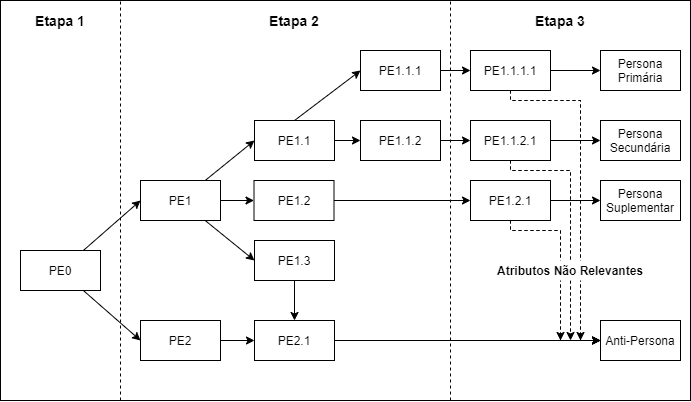 Etapa 1
Etapa 2
Etapa 3
PE1.1.1
PE1.1.1.1
Persona
Primária
PE1.1
PE1.1.2
PE1.1.2.1
Persona
Secundária
PE1
PE1.2
PE1.2.1
Persona
Suplementar
PE0
PE1.3
Atributos Não Relevantes
PE2
PE2.1
Anti-Persona